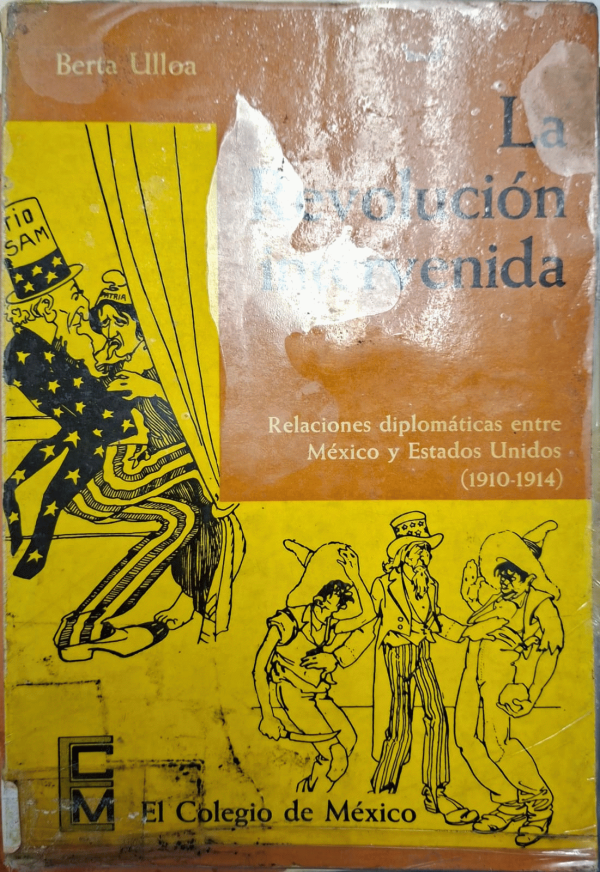 Berta Ulloa
La
Revolución
intervenida
TIO
SAM
PATRIA
Relaciones diplomáticas entre
México y Estados Unidos
(1910-1914)
CM
El Colegio de México